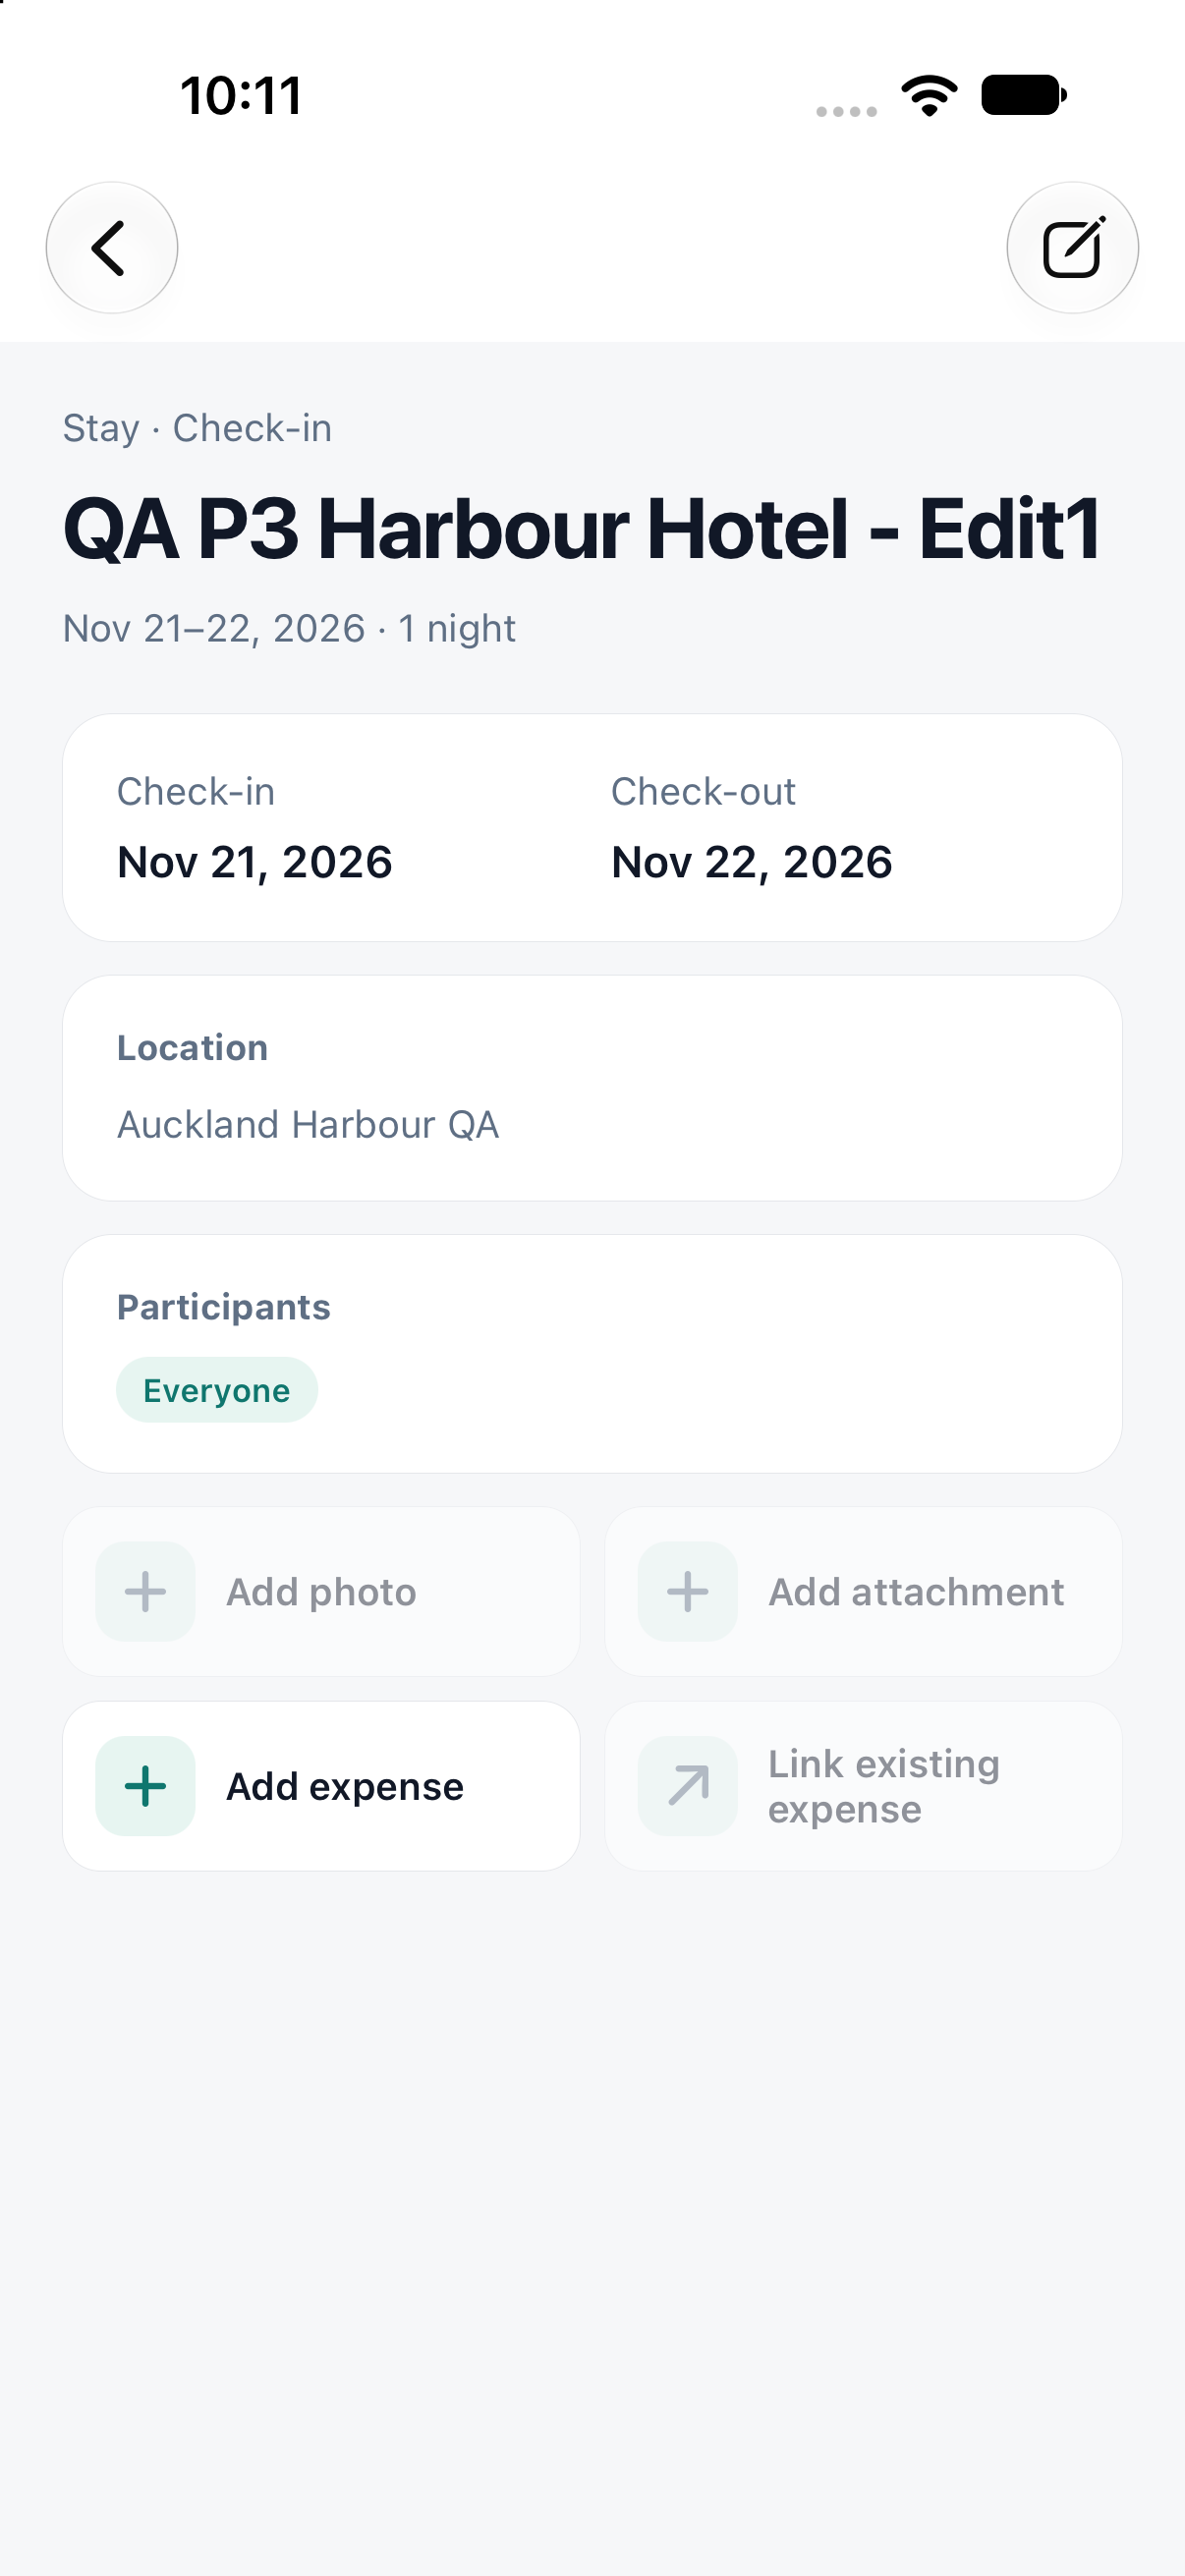 10:11
Stay · Check-in
QA P3 Harbour Hotel - Edit1
Nov 21–22, 2026 · 1 night
Check-in
Check-out
Nov 21, 2026
Nov 22, 2026
Location
Auckland Harbour QA
Participants
Everyone
Add photo
Add attachment
Add expense
Link existing
expense